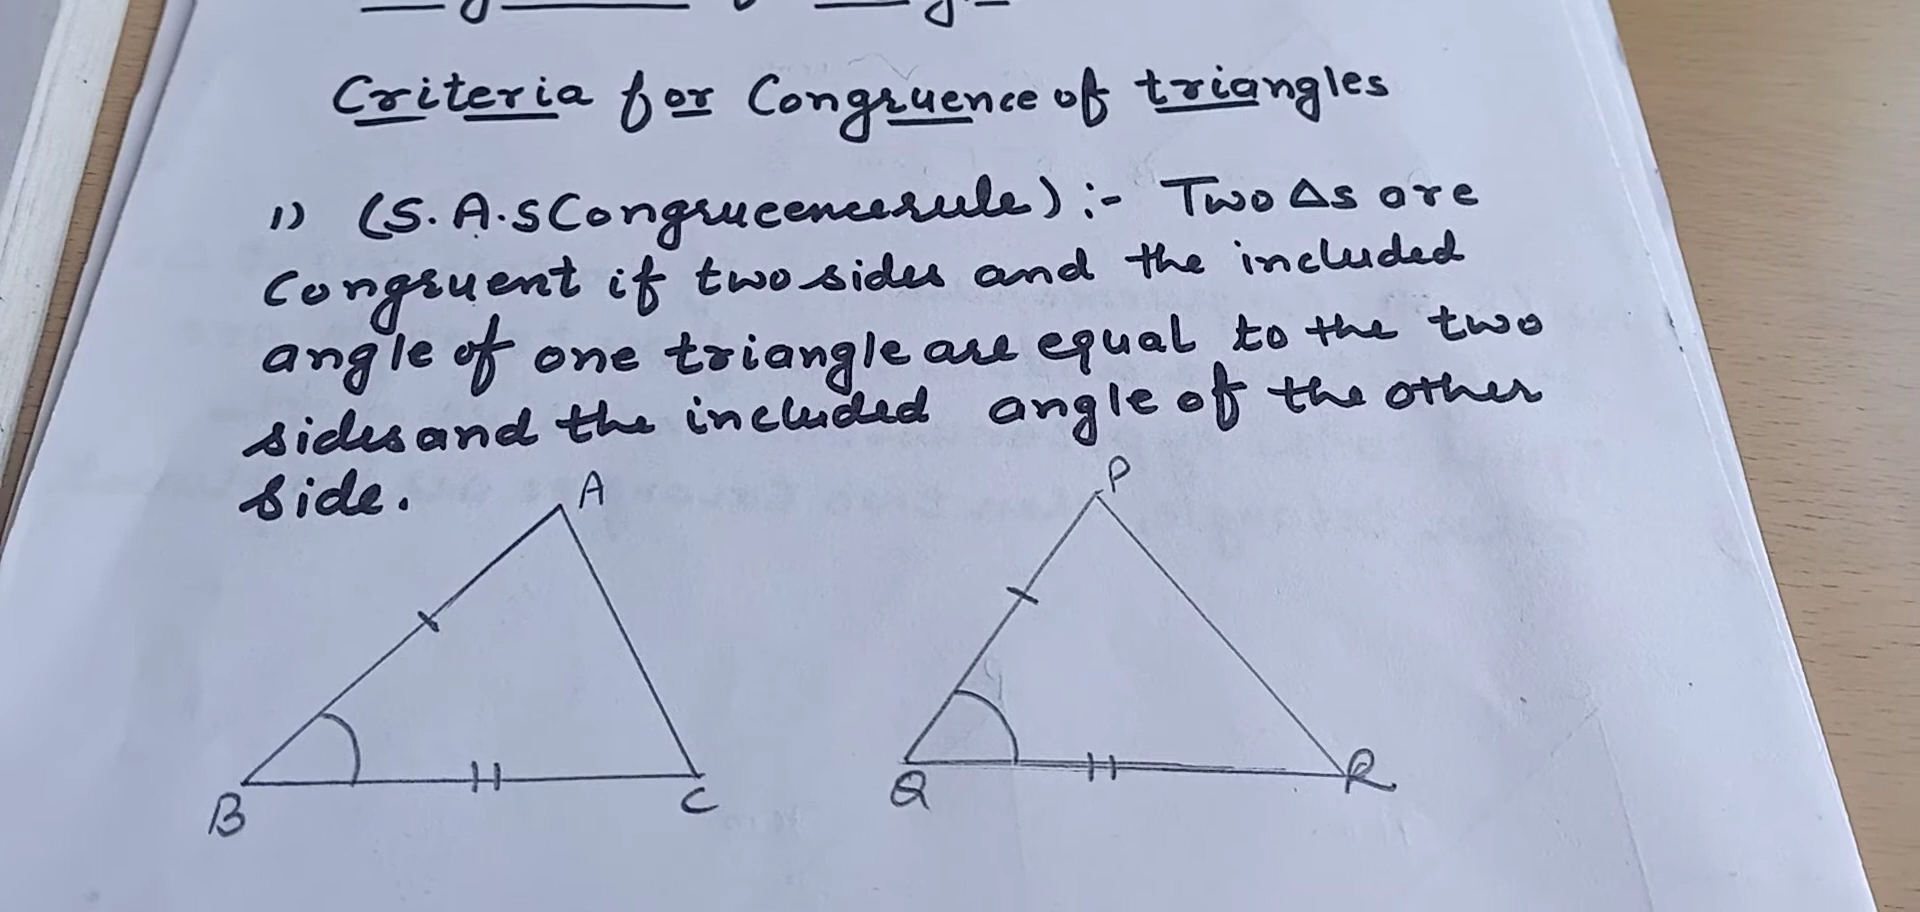 Criteria for Congruence of triangles
1) (S.A.S Congrucence rule) :- Two Δs are
Congruent if two sides and the included
angle of one triangle are equal to the two
sides and the included angle of the other
side.
A
P
B
C
Q
R